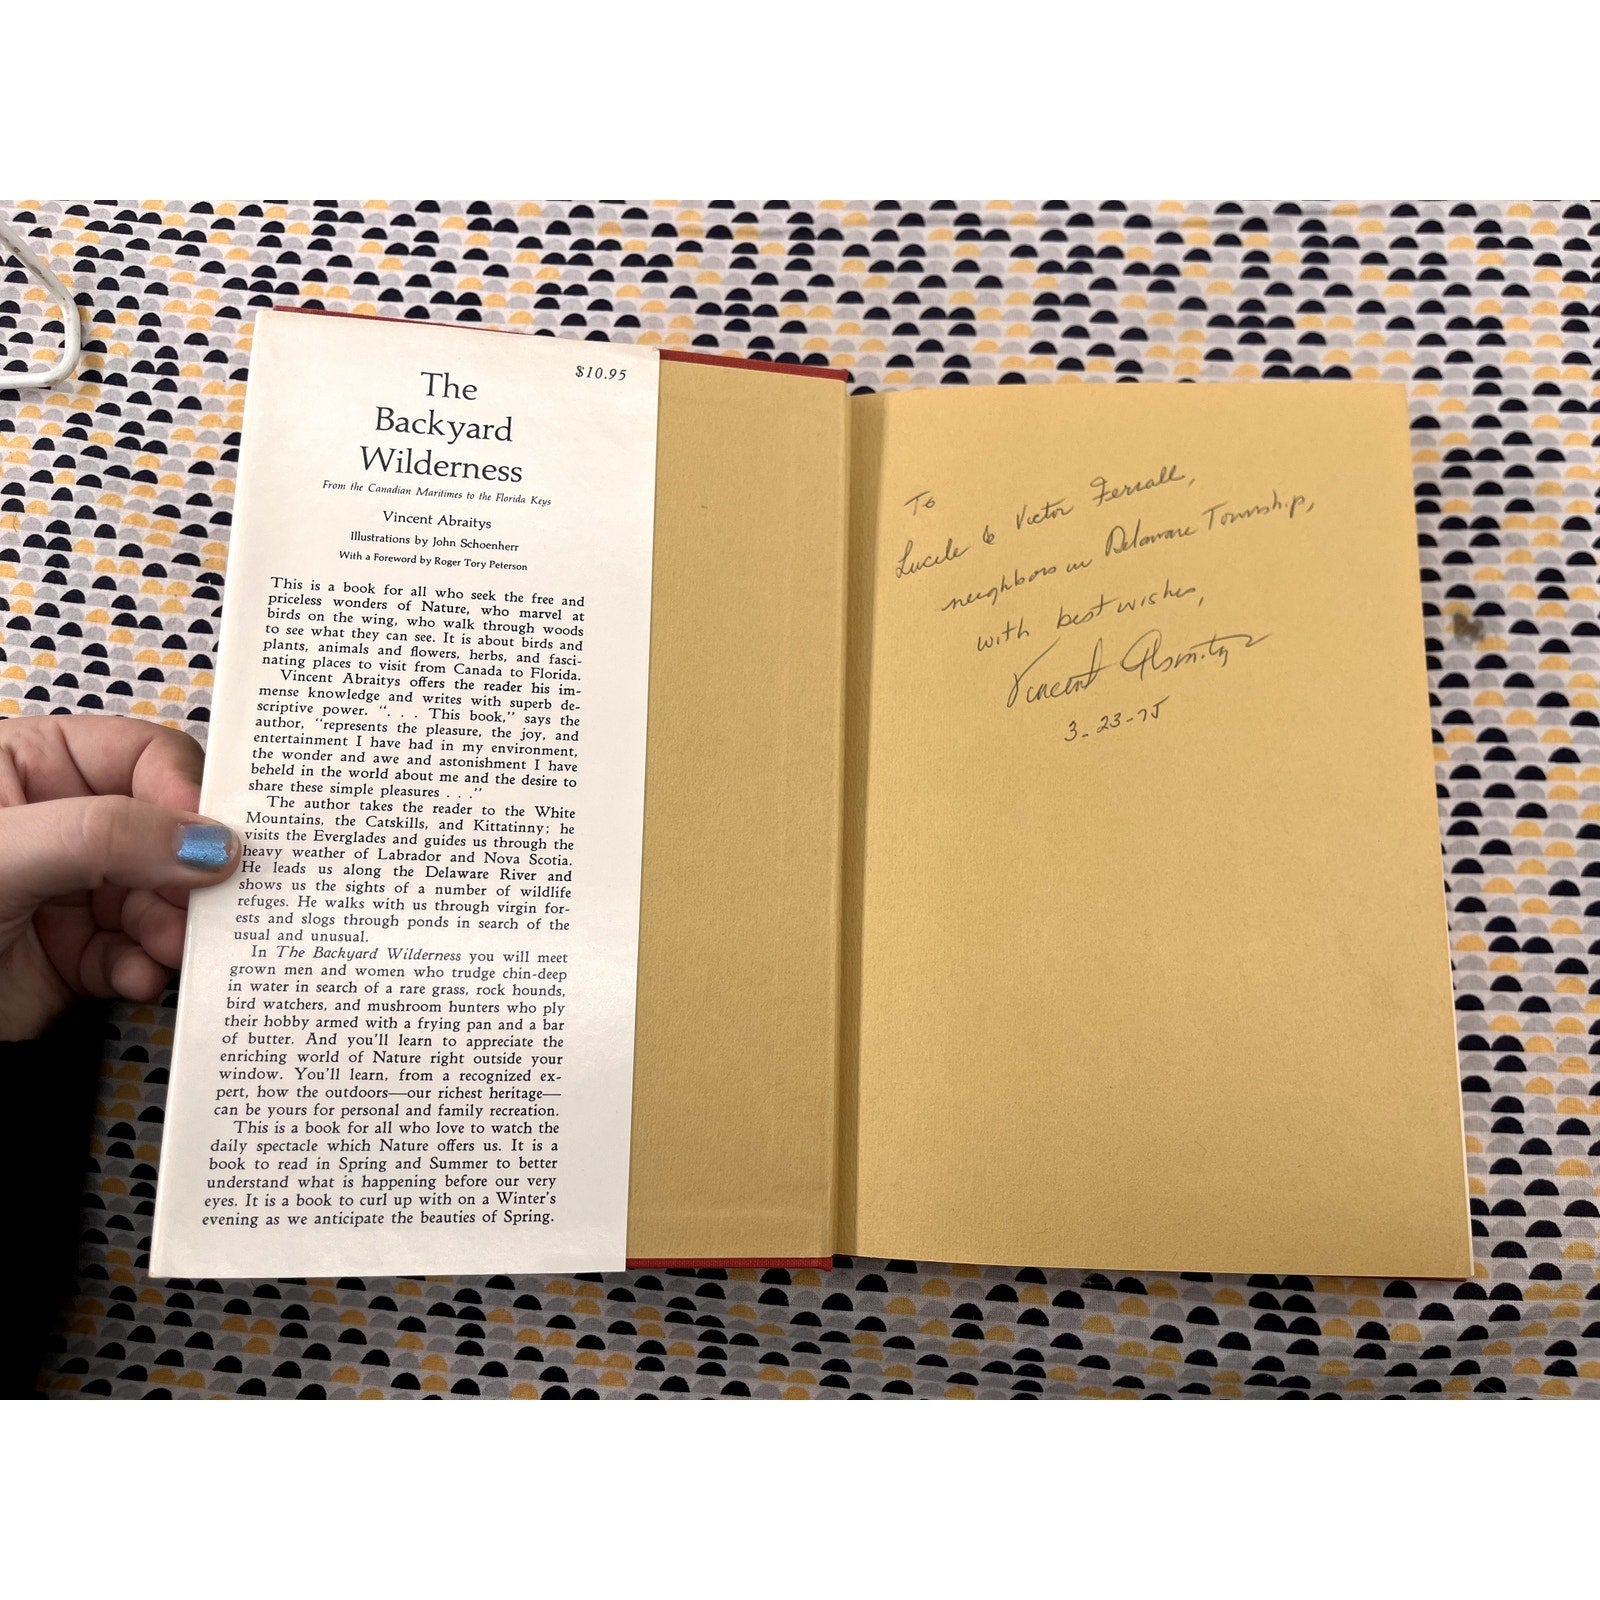 $10.95
The
Backyard
Wilderness
From the Canadian Maritimes to the Florida Keys
Vincent Abraitys
Illustrations by John Schoenherr
With a Foreword by Roger Tory Peterson
This is a book for all who seek the free and
priceless wonders of Nature, who marvel at
birds on the wing, who walk through woods
to see what they can see. It is about birds and
plants, animals and flowers, herbs, and fasci-
nating places to visit from Canada to Florida.
Vincent Abraitys offers the reader his im-
mense knowledge and writes with superb de-
scriptive power. “. . . This book,” says the
author, “represents the pleasure, the joy, and
entertainment I have had in my environment,
the wonder and awe and astonishment I have
beheld in the world about me and the desire to
share these simple pleasures . . .”
The author takes the reader to the White
Mountains, the Catskills, and Kittatinny; he
visits the Everglades and guides us through the
heavy weather of Labrador and Nova Scotia.
He leads us along the Delaware River and
shows us the sights of a number of wildlife
refuges. He walks with us through virgin for-
ests and slogs through ponds in search of the
usual and unusual.
In The Backyard Wilderness you will meet
grown men and women who trudge chin-deep
in water in search of a rare grass, rock hounds,
bird watchers, and mushroom hunters who ply
their hobby armed with a frying pan and a bar
of butter. And you'll learn to appreciate the
enriching world of Nature right outside your
window. You'll learn, from a recognized ex-
pert, how the outdoors—our richest heritage—
can be yours for personal and family recreation.
This is a book for all who love to watch the
daily spectacle which Nature offers us. It is a
book to read in Spring and Summer to better
understand what is happening before our very
eyes. It is a book to curl up with on a Winter's
evening as we anticipate the beauties of Spring.
To
Lucile & Victor Ferrall,
neighbors in Delaware Township,
with best wishes,
Vincent Abraitys
3-23-75